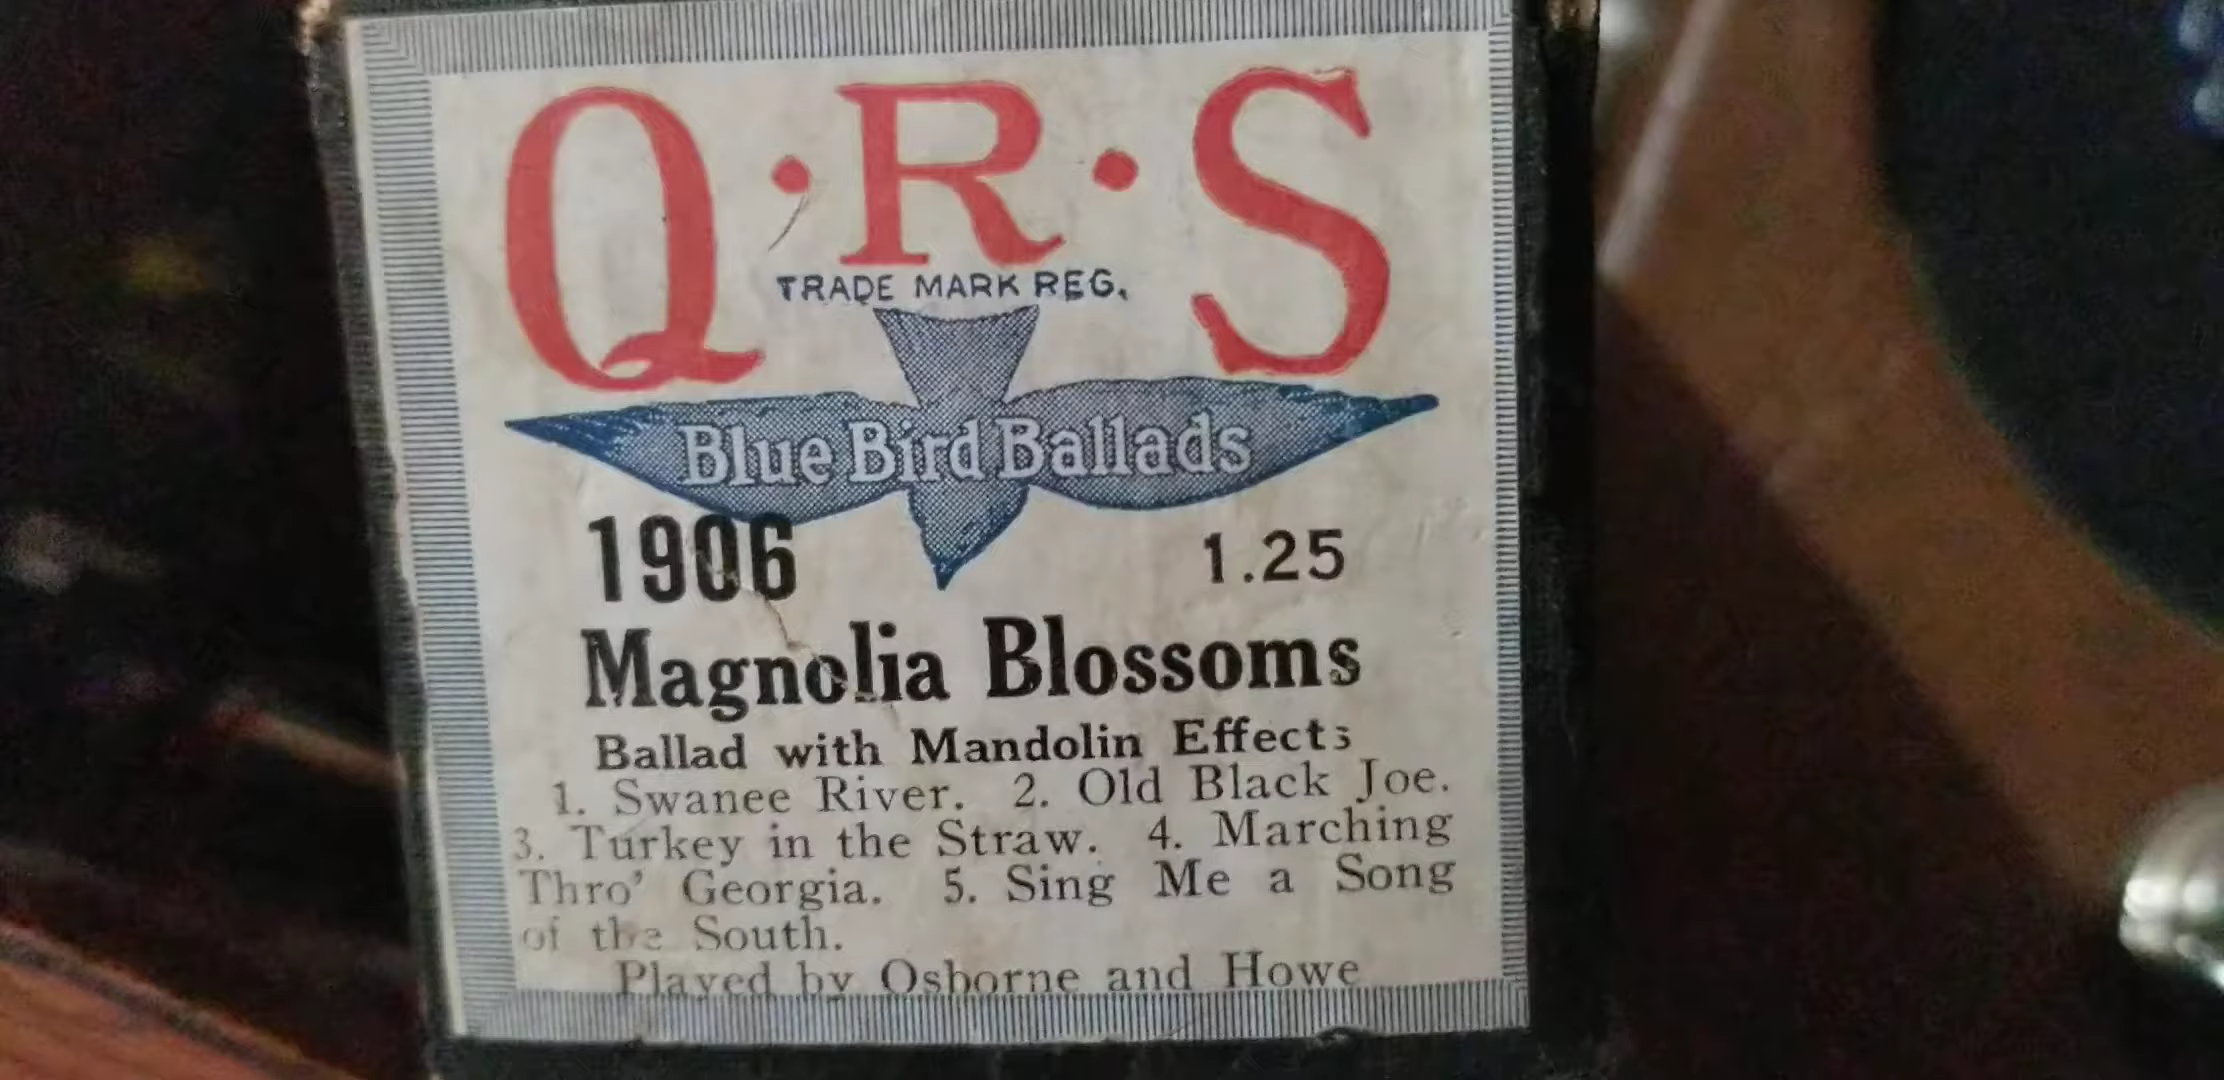 Q·R·S
TRADE MARK REG.
Blue Bird Ballads
1906 1.25
Magnolia Blossoms
Ballad with Mandolin Effects
1. Swanee River. 2. Old Black Joe.
3. Turkey in the Straw. 4. Marching
Thro' Georgia. 5. Sing Me a Song
of the South.
Played by Osborne and Howe